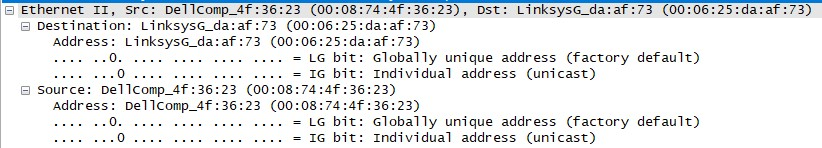 Ethernet II, Src: DellComp_4f:36:23 (00:08:74:4f:36:23), Dst: LinksysG_da:af:73 (00:06:25:da:af:73)
Destination: LinksysG_da:af:73 (00:06:25:da:af:73)
Address: LinksysG_da:af:73 (00:06:25:da:af:73)
.... ..0. .... .... .... .... = LG bit: Globally unique address (factory default)
.... ...0 .... .... .... .... = IG bit: Individual address (unicast)
Source: DellComp_4f:36:23 (00:08:74:4f:36:23)
Address: DellComp_4f:36:23 (00:08:74:4f:36:23)
.... ..0. .... .... .... .... = LG bit: Globally unique address (factory default)
.... ...0 .... .... .... .... = IG bit: Individual address (unicast)